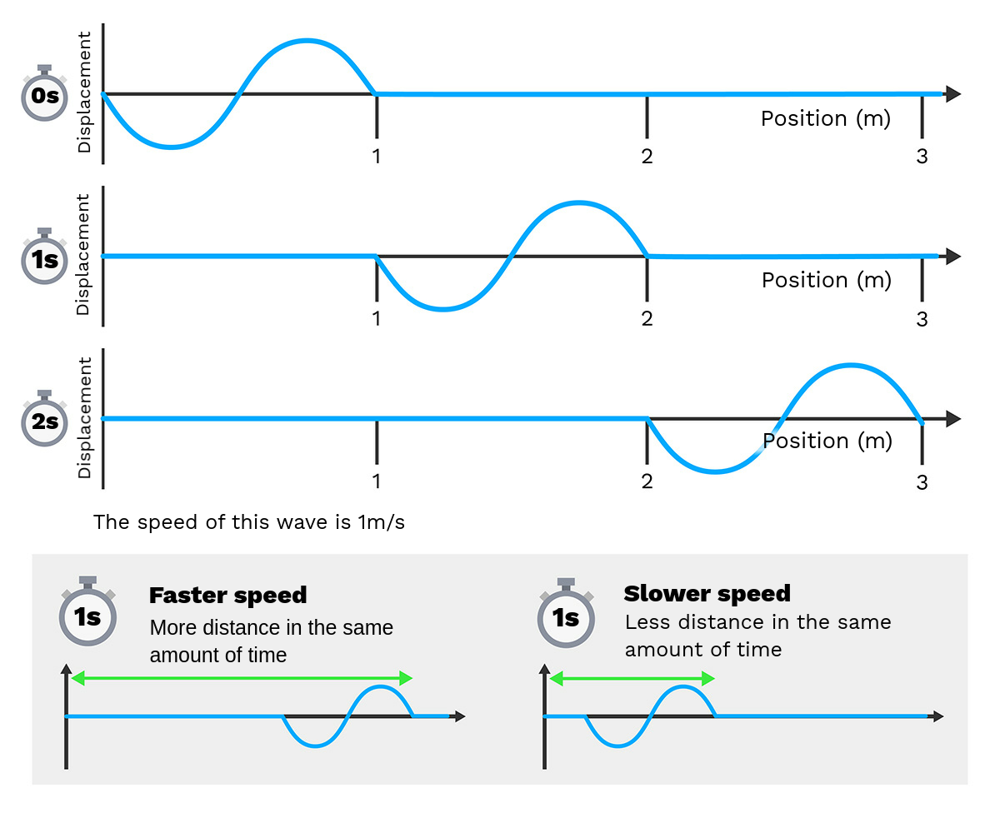 Displacement
0s
Position (m)
1
2
3
Displacement
1s
Position (m)
1
2
3
Displacement
2s
Position (m)
1
2
3
The speed of this wave is 1m/s
1s
Faster speed
More distance in the same
amount of time
1s
Slower speed
Less distance in the same
amount of time